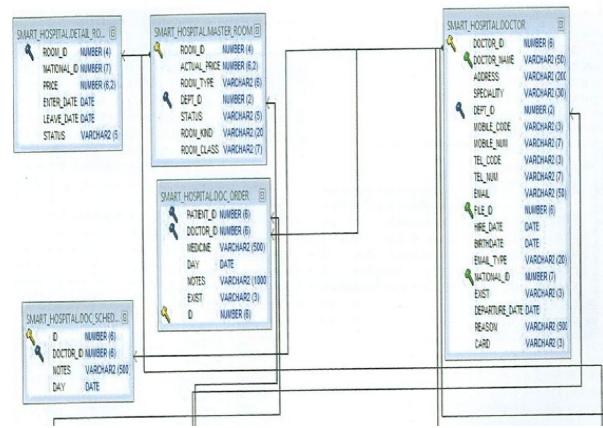 SMART_HOSPITAL.DETAIL_RO...
ROOM_ID NUMBER (4)
NATIONAL_ID NUMBER (7)
PRICE NUMBER (6,2)
ENTER_DATE DATE
LEAVE_DATE DATE
STATUS VARCHAR2 (5
SMART_HOSPITAL.MASTER_ROOM
ROOM_ID NUMBER (4)
ACTUAL_PRICE NUMBER (6,2)
ROOM_TYPE VARCHAR2 (6)
DEPT_ID NUMBER (2)
STATUS VARCHAR2 (5)
ROOM_KIND VARCHAR2 (20
ROOM_CLASS VARCHAR2 (7)
SMART_HOSPITAL.DOCTOR
DOCTOR_ID NUMBER (6)
DOCTOR_NAME VARCHAR2 (50)
ADDRESS VARCHAR2 (200
SPECIALITY VARCHAR2 (30)
DEPT_ID NUMBER (2)
MOBILE_CODE VARCHAR2 (3)
MOBILE_NUM VARCHAR2 (7)
TEL_CODE VARCHAR2 (3)
TEL_NUM VARCHAR2 (7)
EMAIL VARCHAR2 (50)
FILE_ID NUMBER (6)
HIRE_DATE DATE
BIRTHDATE DATE
EMAIL_TYPE VARCHAR2 (20)
NATIONAL_ID NUMBER (7)
EXIST VARCHAR2 (3)
DEPARTURE_DATE DATE
REASON VARCHAR2 (500
CARD VARCHAR2 (3)
SMART_HOSPITAL.DOC_ORDER
PATIENT_ID NUMBER (6)
DOCTOR_ID NUMBER (6)
MEDICINE VARCHAR2 (500)
DAY DATE
NOTES VARCHAR2 (1000
EXIST VARCHAR2 (3)
ID NUMBER (6)
SMART_HOSPITAL.DOC_SCHED...
ID NUMBER (6)
DOCTOR_ID NUMBER (6)
NOTES VARCHAR2 (500
DAY DATE